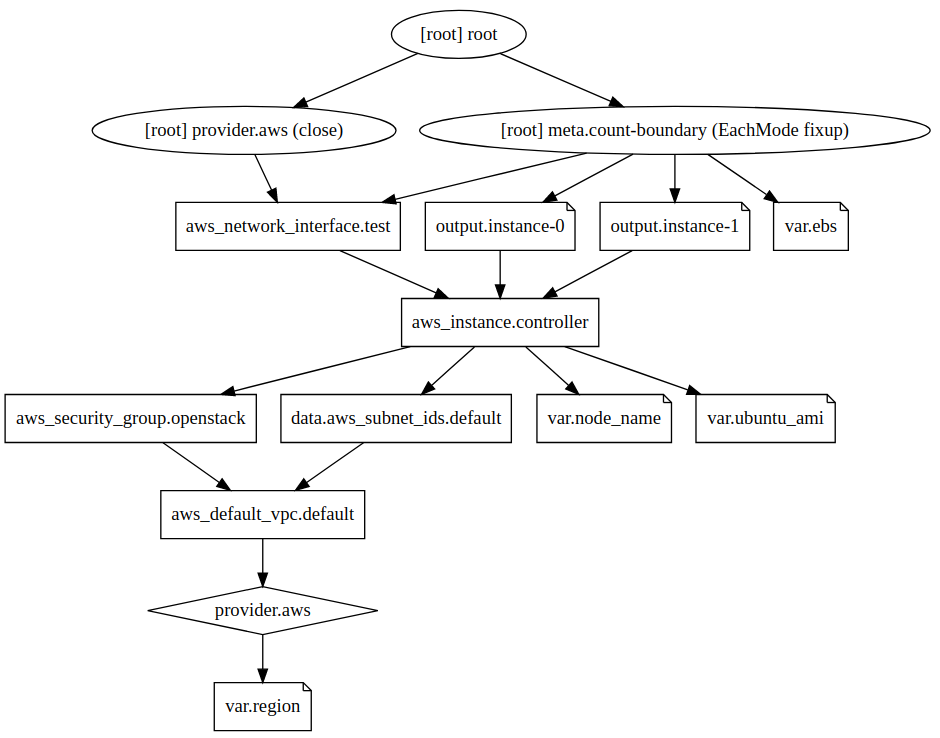 [root] root
[root] provider.aws (close)
[root] meta.count-boundary (EachMode fixup)
aws_network_interface.test
output.instance-0
output.instance-1
var.ebs
aws_instance.controller
aws_security_group.openstack
data.aws_subnet_ids.default
var.node_name
var.ubuntu_ami
aws_default_vpc.default
provider.aws
var.region